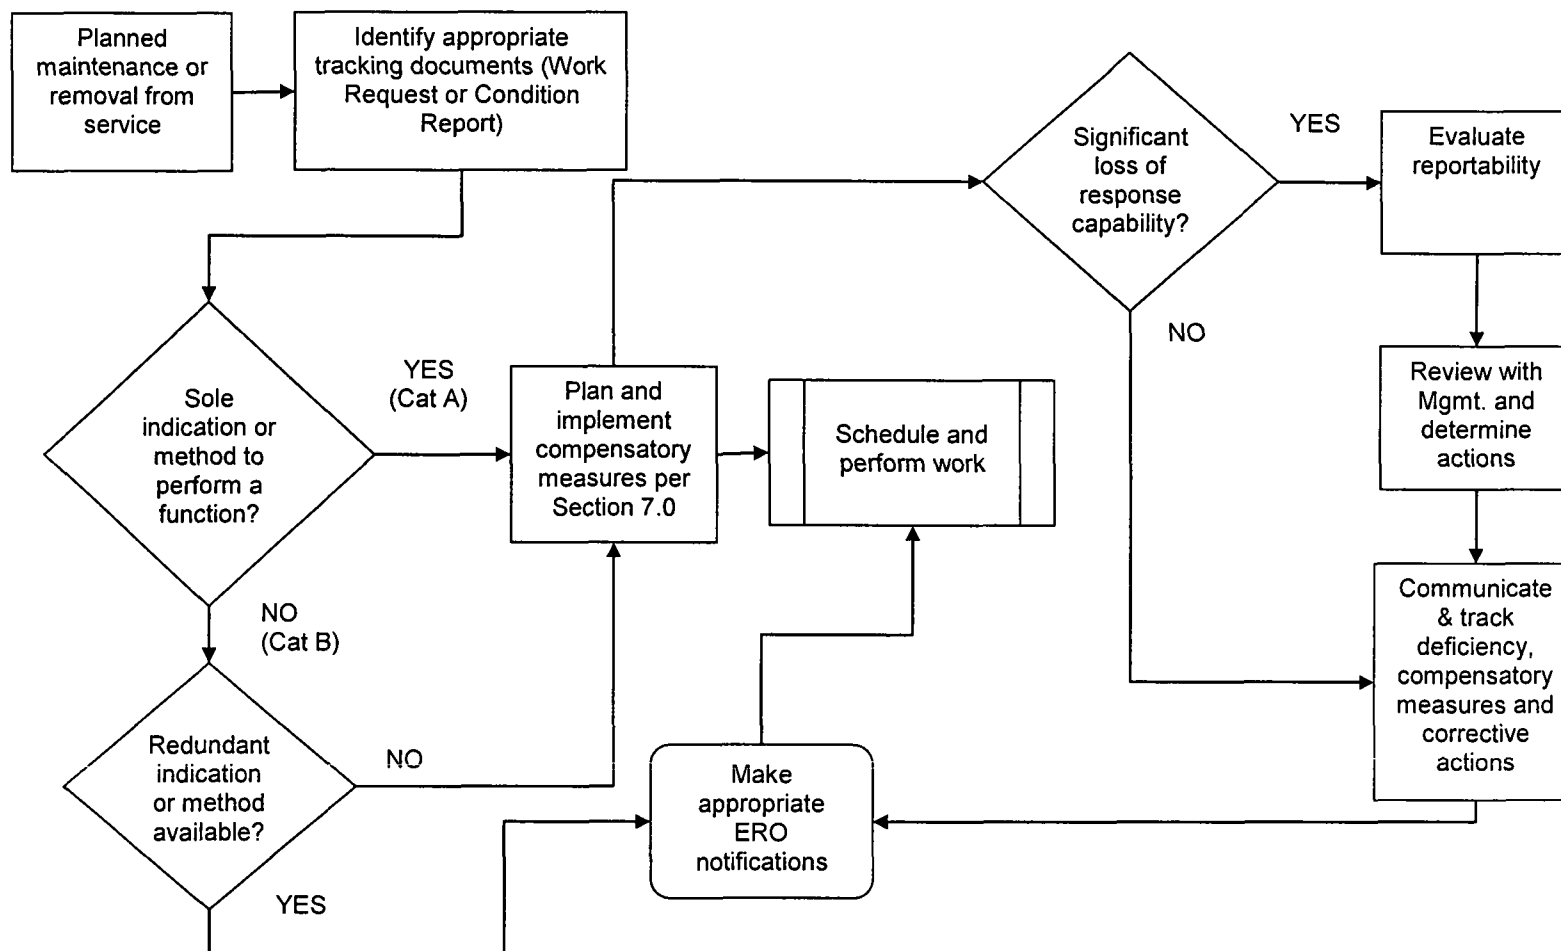 Planned
maintenance or
removal from
service
Identify appropriate
tracking documents (Work
Request or Condition
Report)
Significant
loss of
response
capability?
YES
Evaluate
reportability
NO
Sole
indication or
method to
perform a
function?
YES
(Cat A)
Plan and
implement
compensatory
measures per
Section 7.0
Schedule and
perform work
Review with
Mgmt. and
determine
actions
NO
(Cat B)
Communicate
& track
deficiency,
compensatory
measures and
corrective
actions
Redundant
indication
or method
available?
NO
Make
appropriate
ERO
notifications
YES